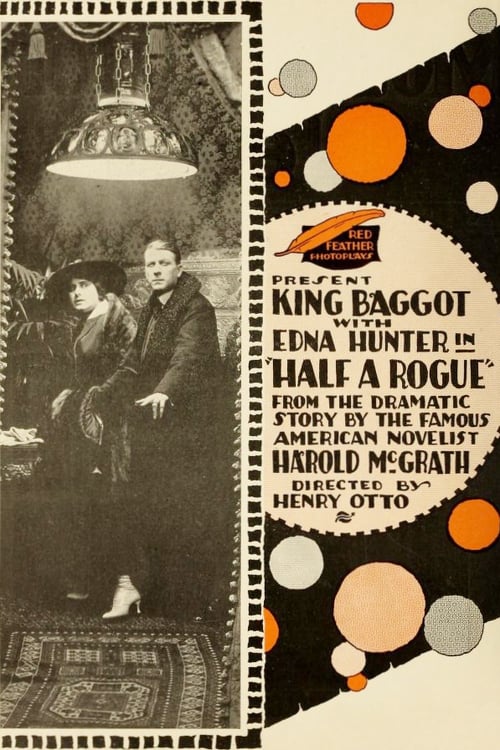 RED
FEATHER
PHOTOPLAYS
PRESENT
KING BAGGOT
WITH
EDNA HUNTER IN
"HALF A ROGUE"
FROM THE DRAMATIC
STORY BY THE FAMOUS
AMERICAN NOVELIST
HAROLD McGRATH
DIRECTED BY
HENRY OTTO